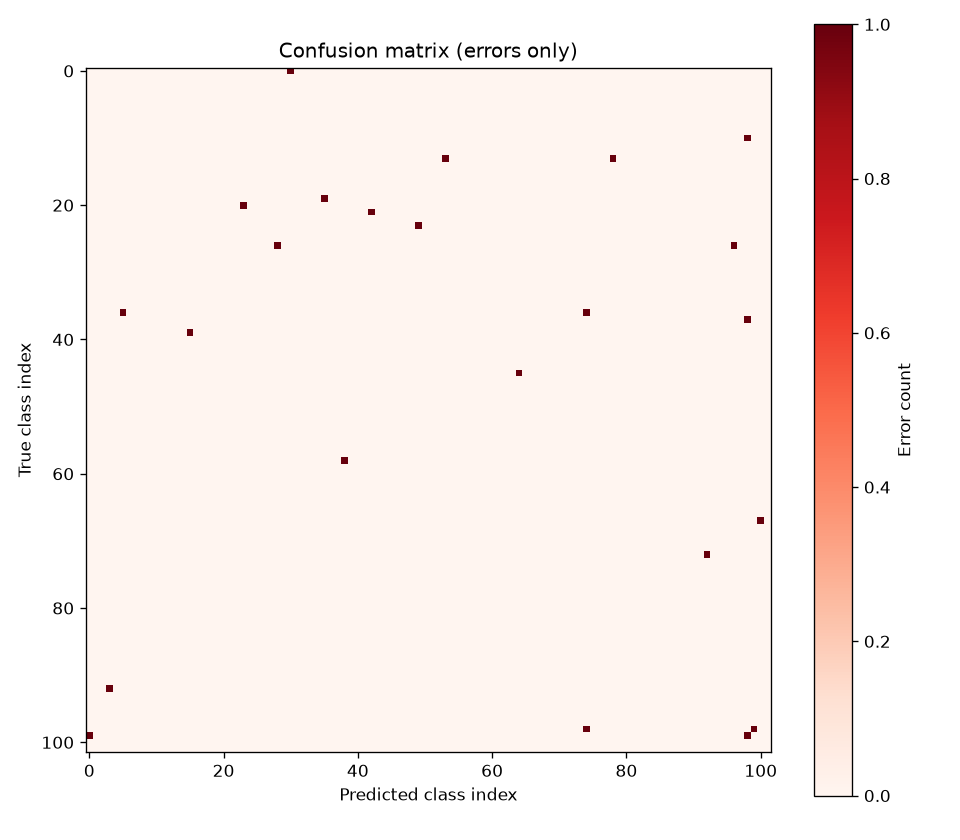 Confusion matrix (errors only)
0
20
40
60
80
100
True class index
0 20 40 60 80 100
Predicted class index
1.0
0.8
0.6
0.4
0.2
0.0
Error count